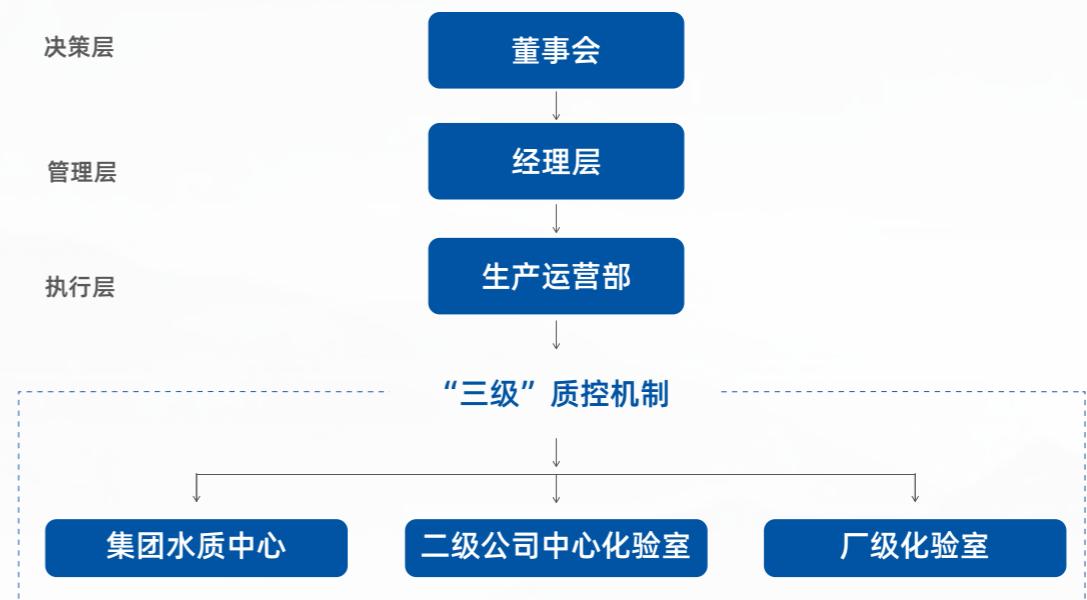 决策层
董事会
管理层
经理层
执行层
生产运营部
“三级”质控机制
集团水质中心
二级公司中心化验室
厂级化验室